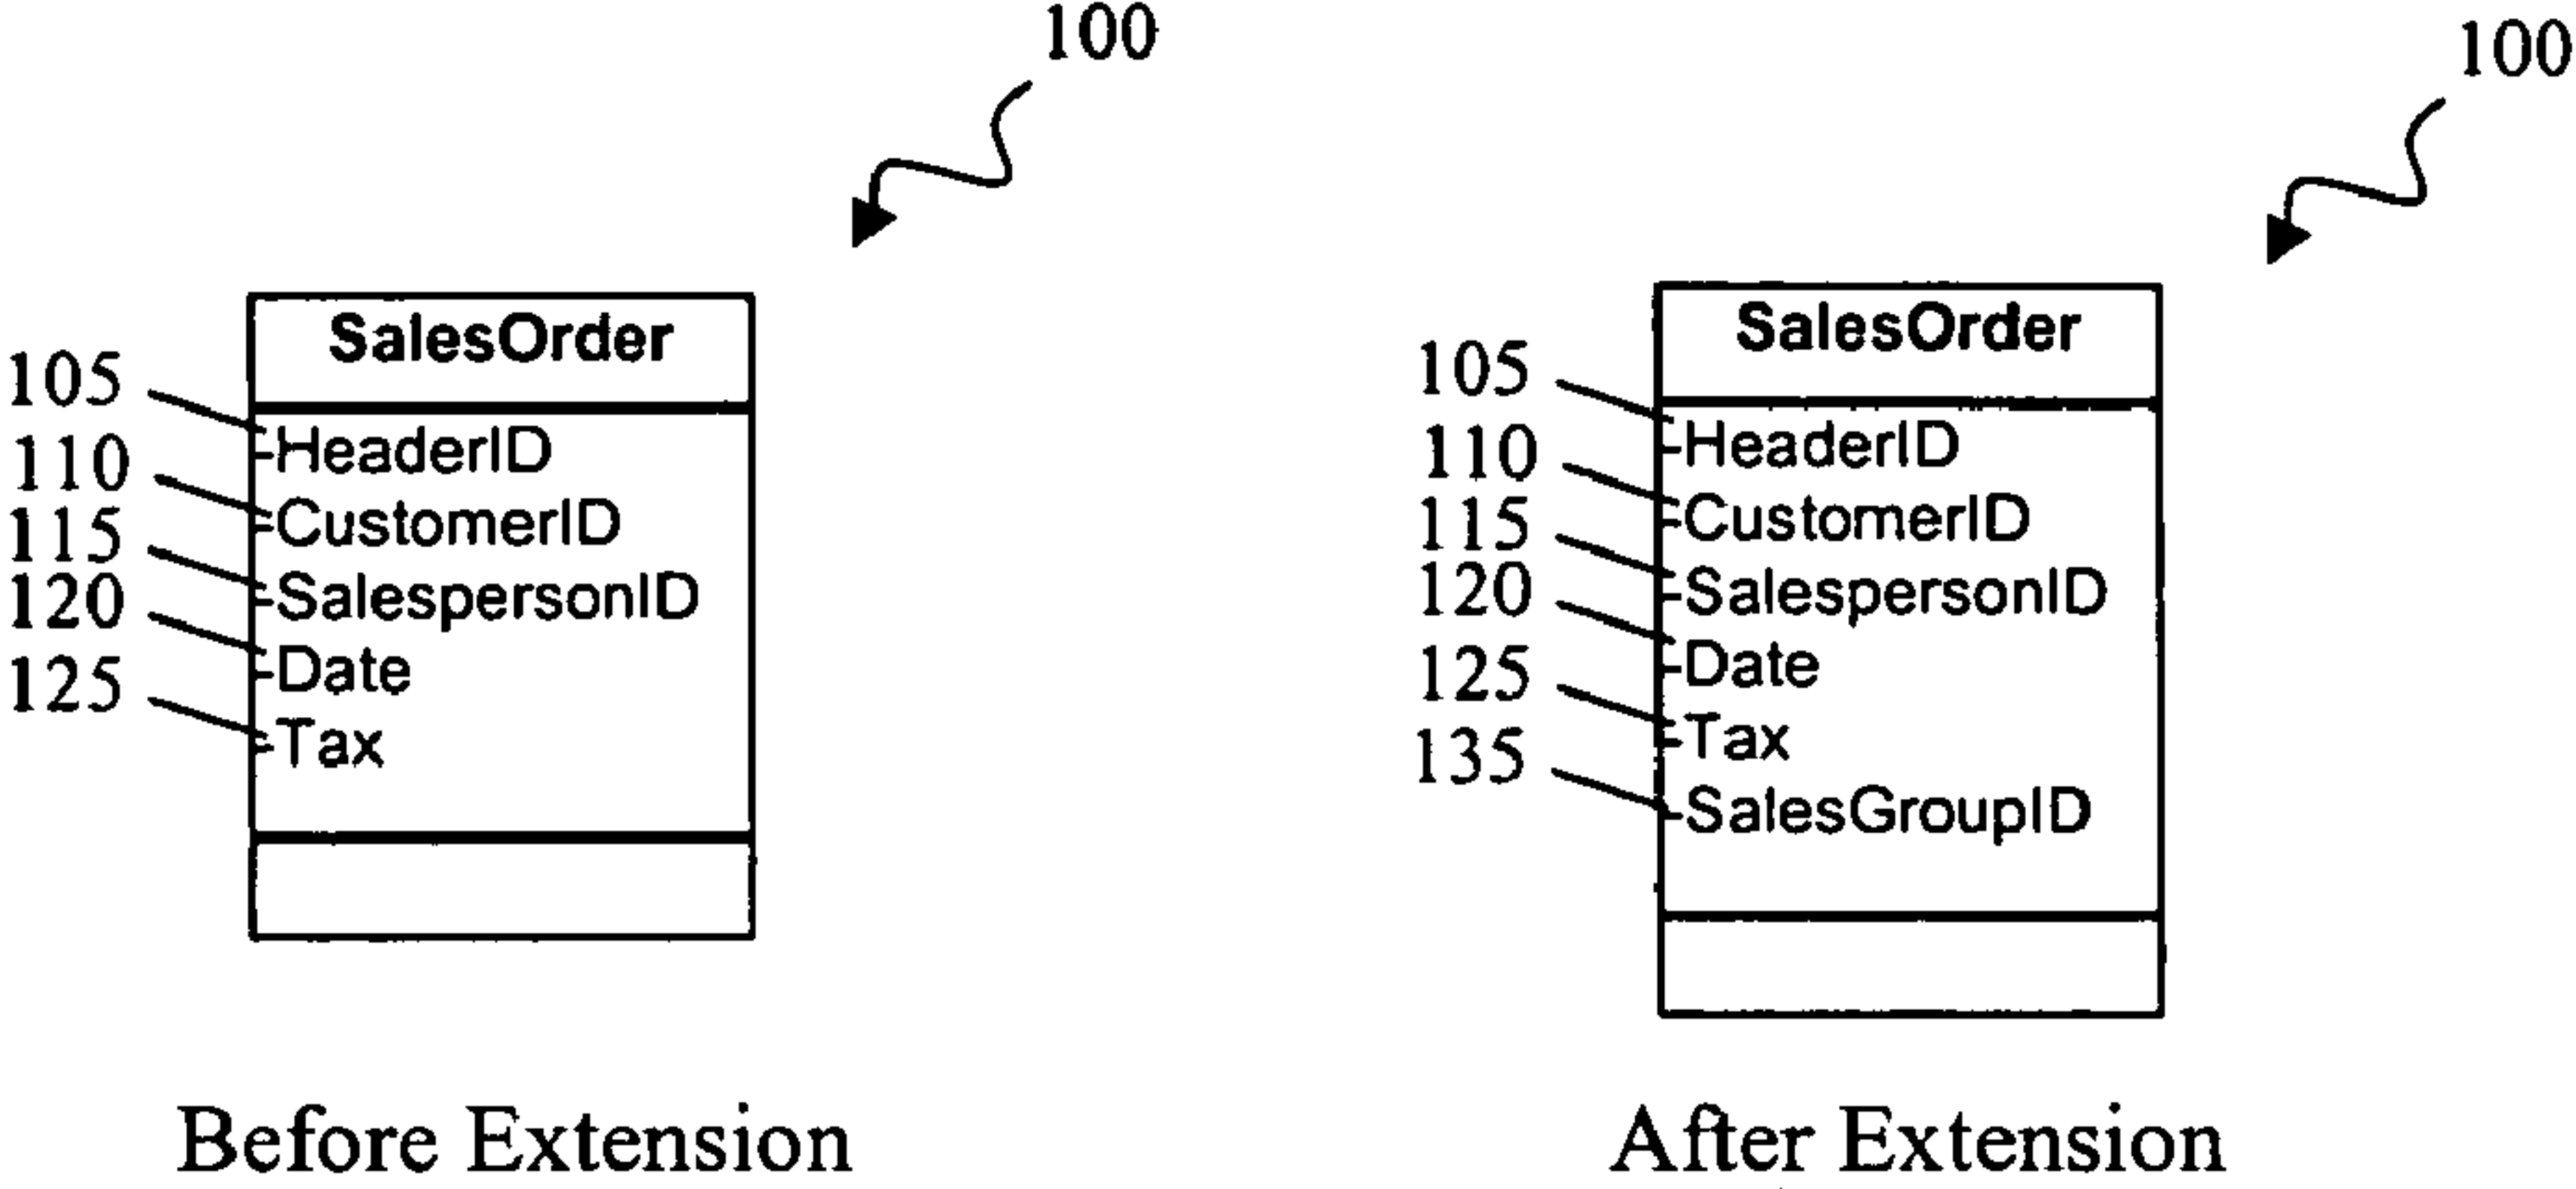 100
SalesOrder
105
-HeaderID
110
-CustomerID
115
-SalespersonID
120
-Date
125
-Tax
Before Extension
100
SalesOrder
105
-HeaderID
110
-CustomerID
115
-SalespersonID
120
-Date
125
-Tax
135
-SalesGroupID
After Extension